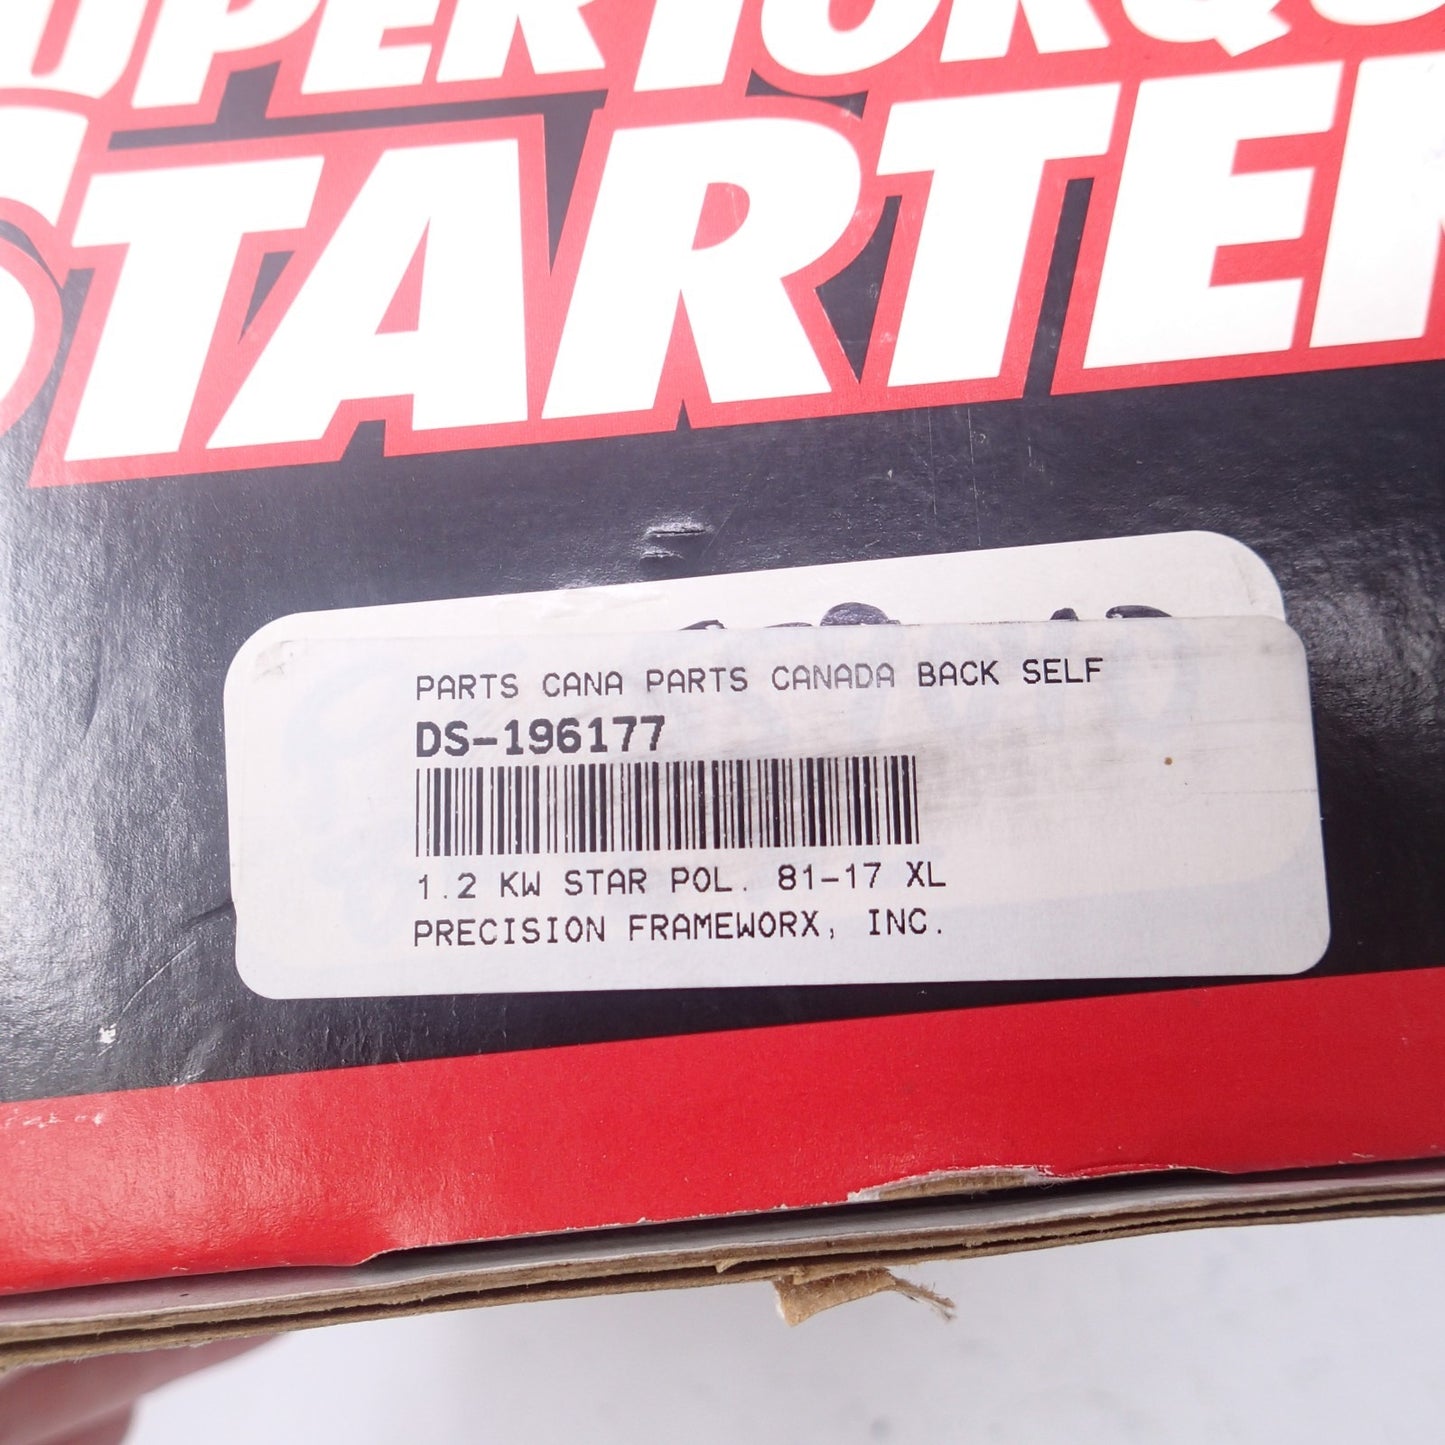 SUPERTORQUE
STARTER
PARTS CANA PARTS CANADA BACK SELF
DS-196177
1.2 KW STAR POL. 81-17 XL
PRECISION FRAMEWORX, INC.